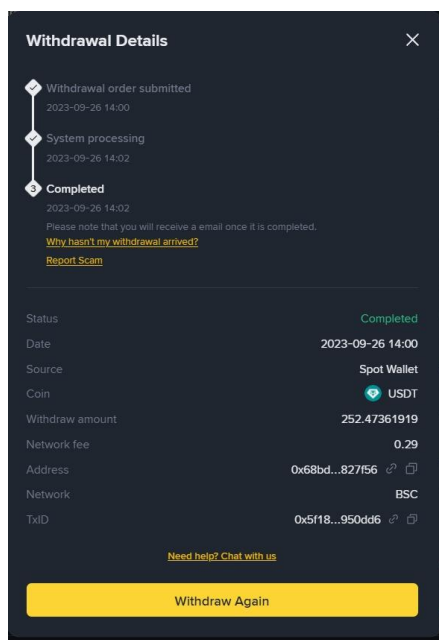 Withdrawal Details
Withdrawal order submitted
2023-09-26 14:00
System processing
2023-09-26 14:02
3 Completed
2023-09-26 14:02
Please note that you will receive a email once it is completed.
Why hasn't my withdrawal arrived?
Report Scam
Status Completed
Date 2023-09-26 14:00
Source Spot Wallet
Coin USDT
Withdraw amount 252.47361919
Network fee 0.29
Address 0x68bd...827f56
Network BSC
TxID 0x5f18...950dd6
Need help? Chat with us
Withdraw Again